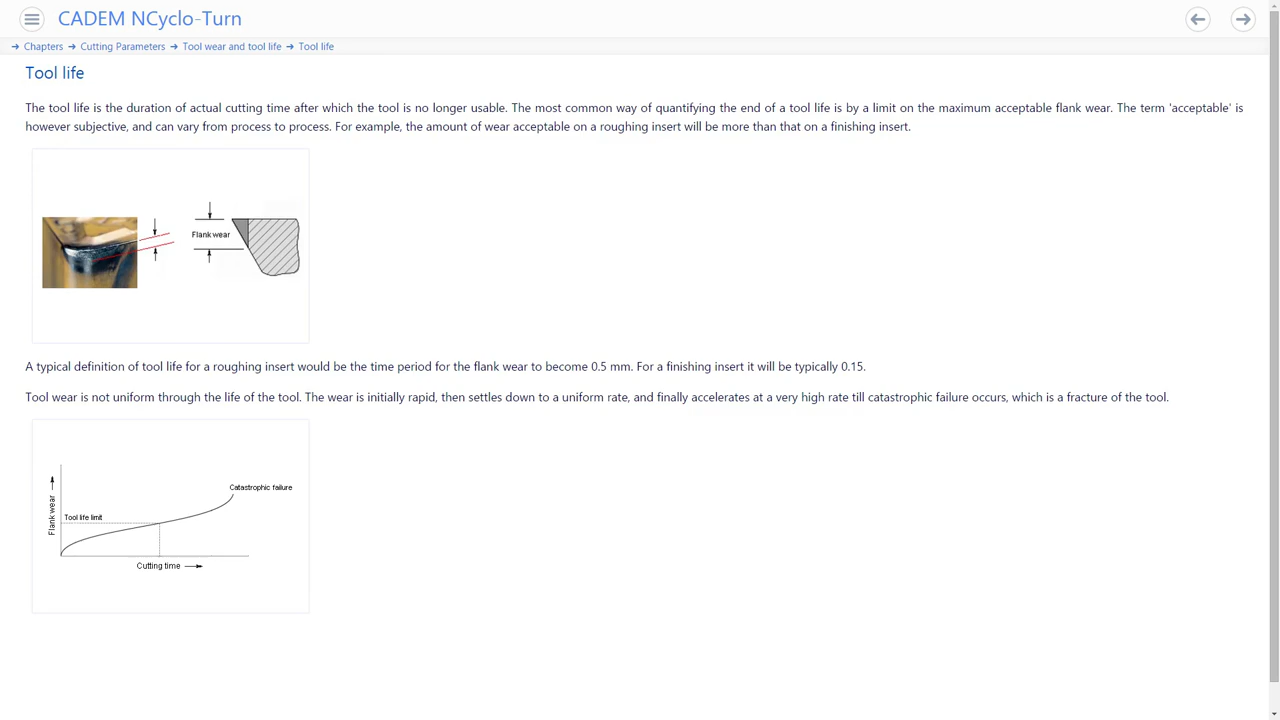 CADEM NCyclo-Turn
Chapters Cutting Parameters Tool wear and tool life Tool life
Tool life
The tool life is the duration of actual cutting time after which the tool is no longer usable. The most common way of quantifying the end of a tool life is by a limit on the maximum acceptable flank wear. The term 'acceptable' is
however subjective, and can vary from process to process. For example, the amount of wear acceptable on a roughing insert will be more than that on a finishing insert.
Flank wear
A typical definition of tool life for a roughing insert would be the time period for the flank wear to become 0.5 mm. For a finishing insert it will be typically 0.15.
Tool wear is not uniform through the life of the tool. The wear is initially rapid, then settles down to a uniform rate, and finally accelerates at a very high rate till catastrophic failure occurs, which is a fracture of the tool.
Catastrophic failure
Tool life limit
Flank wear
Cutting time